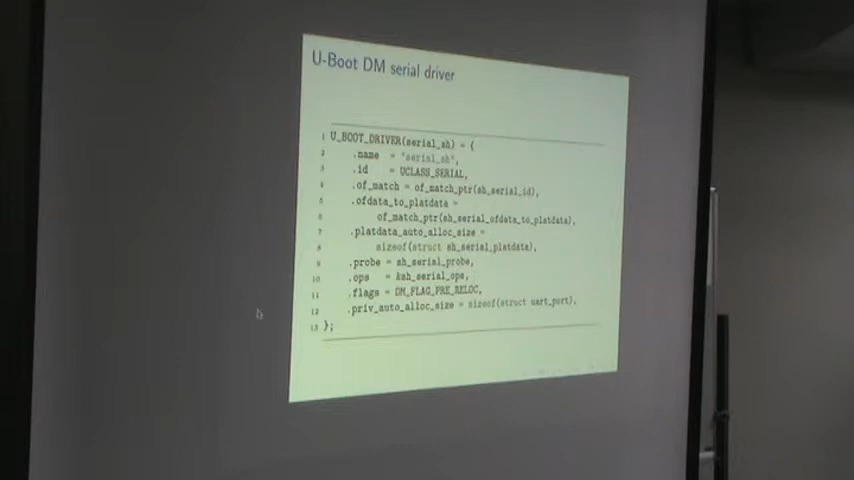 U-Boot DM serial driver
1 U_BOOT_DRIVER(serial_sh) = {
2 .name = "serial_sh",
3 .id = UCLASS_SERIAL,
4 .of_match = of_match_ptr(sh_serial_id),
5 .ofdata_to_platdata =
6 of_match_ptr(sh_serial_ofdata_to_platdata),
7 .platdata_auto_alloc_size =
8 sizeof(struct sh_serial_platdata),
9 .probe = sh_serial_probe,
10 .ops = &sh_serial_ops,
11 .flags = DM_FLAG_PRE_RELOC,
12 .priv_auto_alloc_size = sizeof(struct uart_port),
13 };